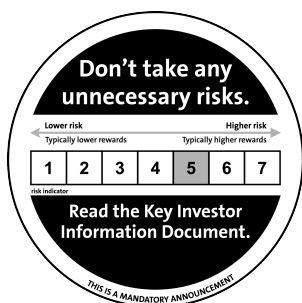 Don't take any
unnecessary risks.
Lower risk Higher risk
Typically lower rewards Typically higher rewards
1 2 3 4 5 6 7
risk indicator
Read the Key Investor
Information Document.
THIS IS A MANDATORY ANNOUNCEMENT